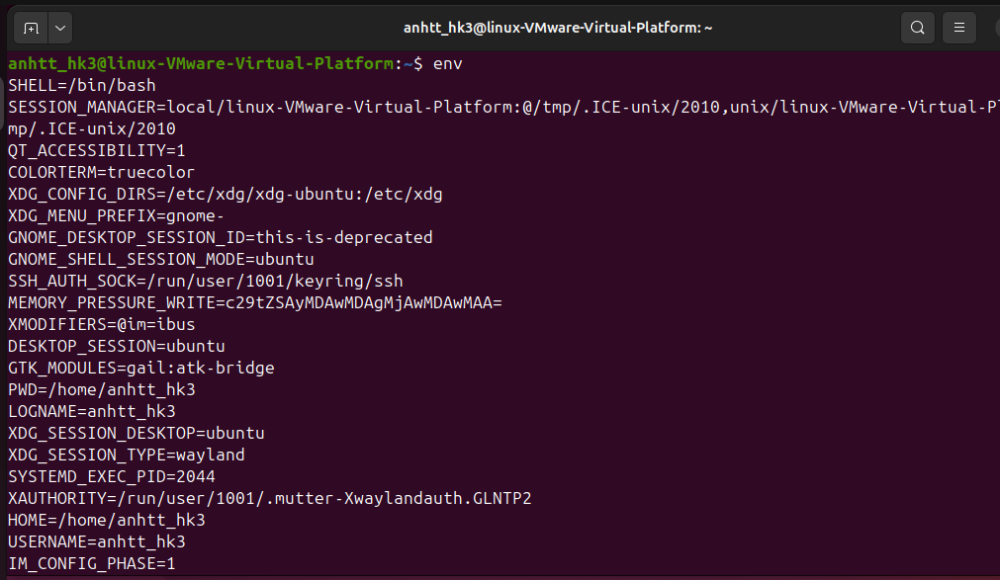 anhtt_hk3@linux-VMware-Virtual-Platform: ~
anhtt_hk3@linux-VMware-Virtual-Platform:~$ env
SHELL=/bin/bash
SESSION_MANAGER=local/linux-VMware-Virtual-Platform:@/tmp/.ICE-unix/2010,unix/linux-VMware-Virtual-Pl
mp/.ICE-unix/2010
QT_ACCESSIBILITY=1
COLORTERM=truecolor
XDG_CONFIG_DIRS=/etc/xdg/xdg-ubuntu:/etc/xdg
XDG_MENU_PREFIX=gnome-
GNOME_DESKTOP_SESSION_ID=this-is-deprecated
GNOME_SHELL_SESSION_MODE=ubuntu
SSH_AUTH_SOCK=/run/user/1001/keyring/ssh
MEMORY_PRESSURE_WRITE=c29tZSAyMDAwMDAgMjAwMDAwMAA=
XMODIFIERS=@im=ibus
DESKTOP_SESSION=ubuntu
GTK_MODULES=gail:atk-bridge
PWD=/home/anhtt_hk3
LOGNAME=anhtt_hk3
XDG_SESSION_DESKTOP=ubuntu
XDG_SESSION_TYPE=wayland
SYSTEMD_EXEC_PID=2044
XAUTHORITY=/run/user/1001/.mutter-Xwaylandauth.GLNTP2
HOME=/home/anhtt_hk3
USERNAME=anhtt_hk3
IM_CONFIG_PHASE=1